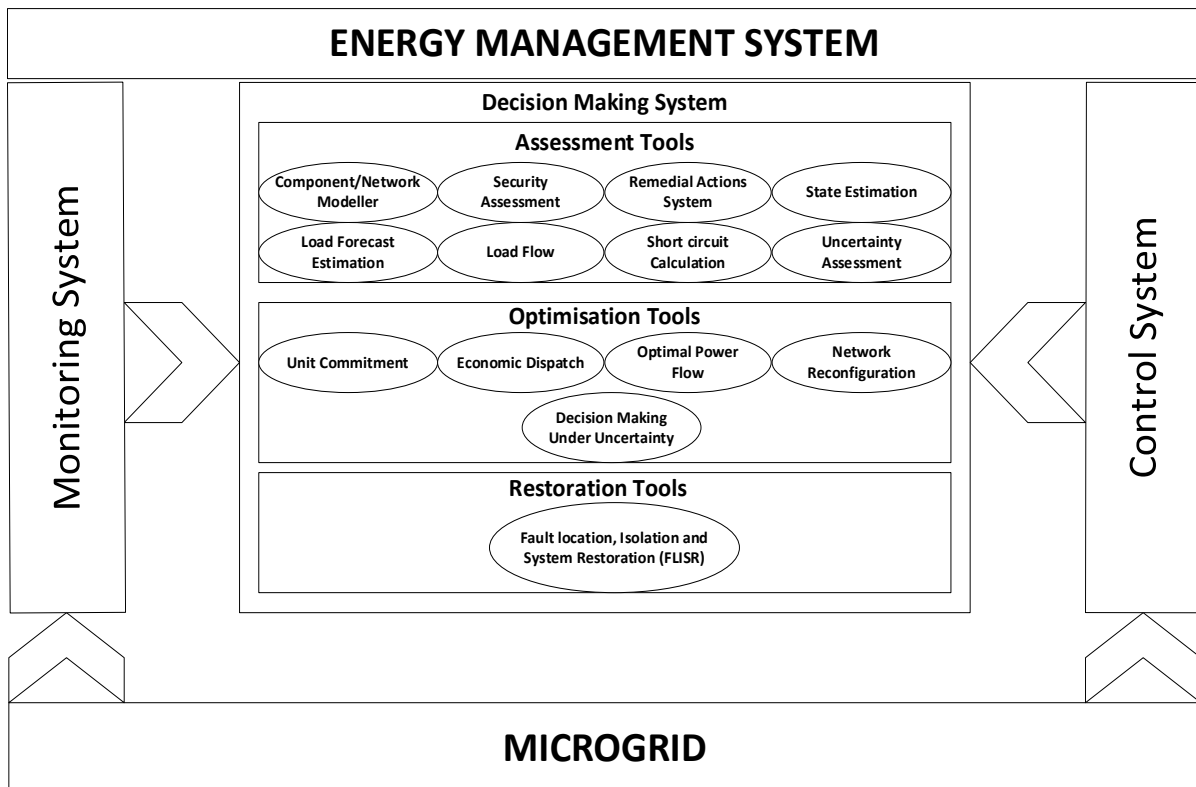 ENERGY MANAGEMENT SYSTEM
Monitoring System
Decision Making System
Assessment Tools
Component/Network
Modeller
Security
Assessment
Remedial Actions
System
State Estimation
Load Forecast
Estimation
Load Flow
Short circuit
Calculation
Uncertainty
Assessment
Optimisation Tools
Unit Commitment
Economic Dispatch
Optimal Power
Flow
Network
Reconfiguration
Decision Making
Under Uncertainty
Restoration Tools
Fault location, Isolation and
System Restoration (FLISR)
Control System
MICROGRID